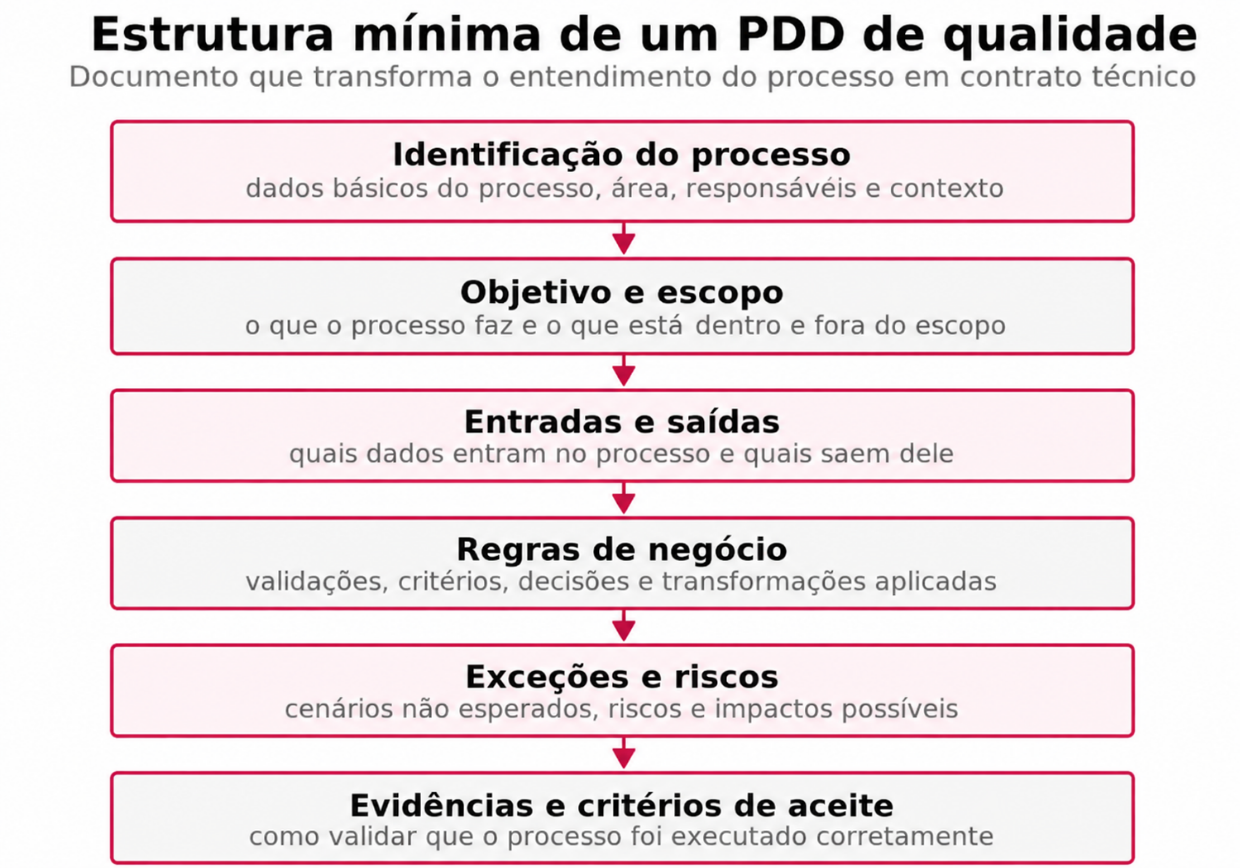 Estrutura mínima de um PDD de qualidade
Documento que transforma o entendimento do processo em contrato técnico
Identificação do processo
dados básicos do processo, área, responsávéis e contexto
Objetivo e escopo
o que o processo faz e o que está dentro e fora do escopo
Entradas e saídas
quais dados entram no processo e quais saem dele
Regras de negócio
validações, critérios, decisões e transformações aplicadas
Exceções e riscos
cenários não esperados, riscos e impactos possíveis
Evidências e critérios de aceite
como validar que o processo foi executado corretamente